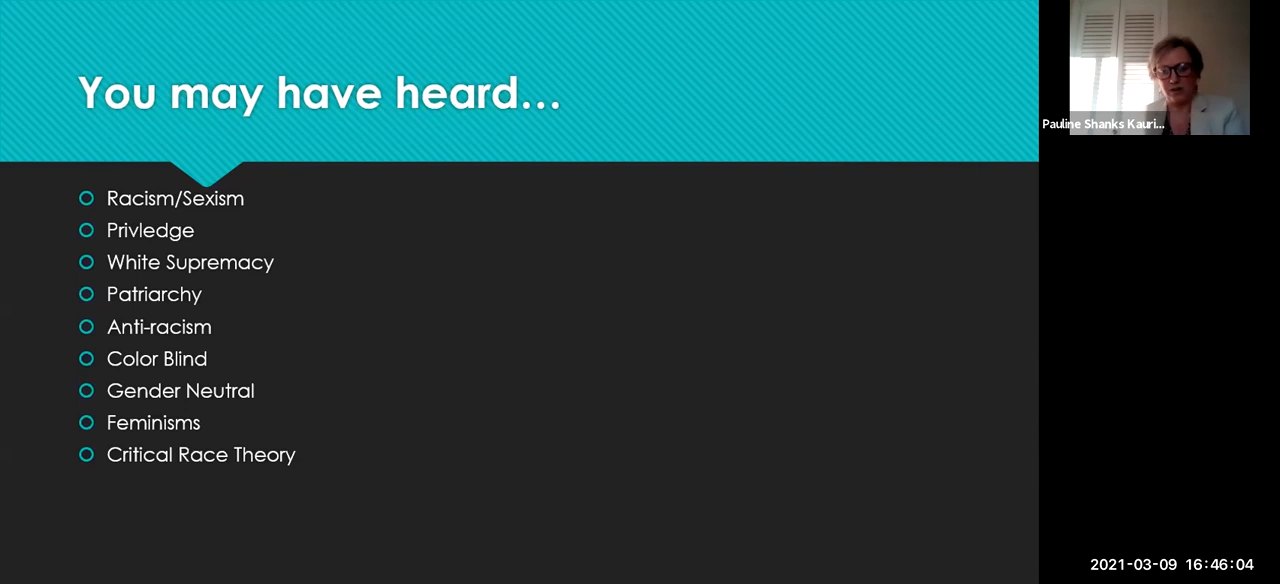 You may have heard...
Racism/Sexism
Privledge
White Supremacy
Patriarchy
Anti-racism
Color Blind
Gender Neutral
Feminisms
Critical Race Theory
Pauline Shanks Kauri...
2021-03-09 16:46:04